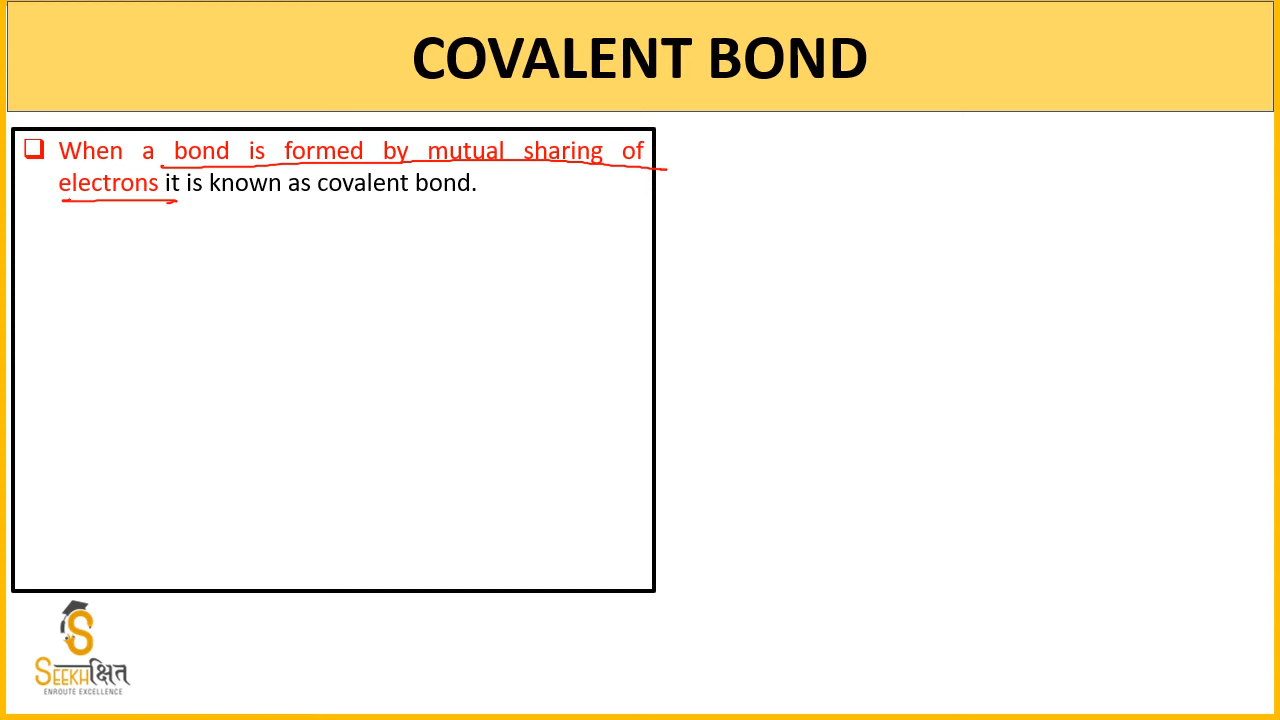 COVALENT BOND
❑ When a bond is formed by mutual sharing of
electrons it is known as covalent bond.
S
SEEKHक्षित
ENROUTE EXCELLENCE